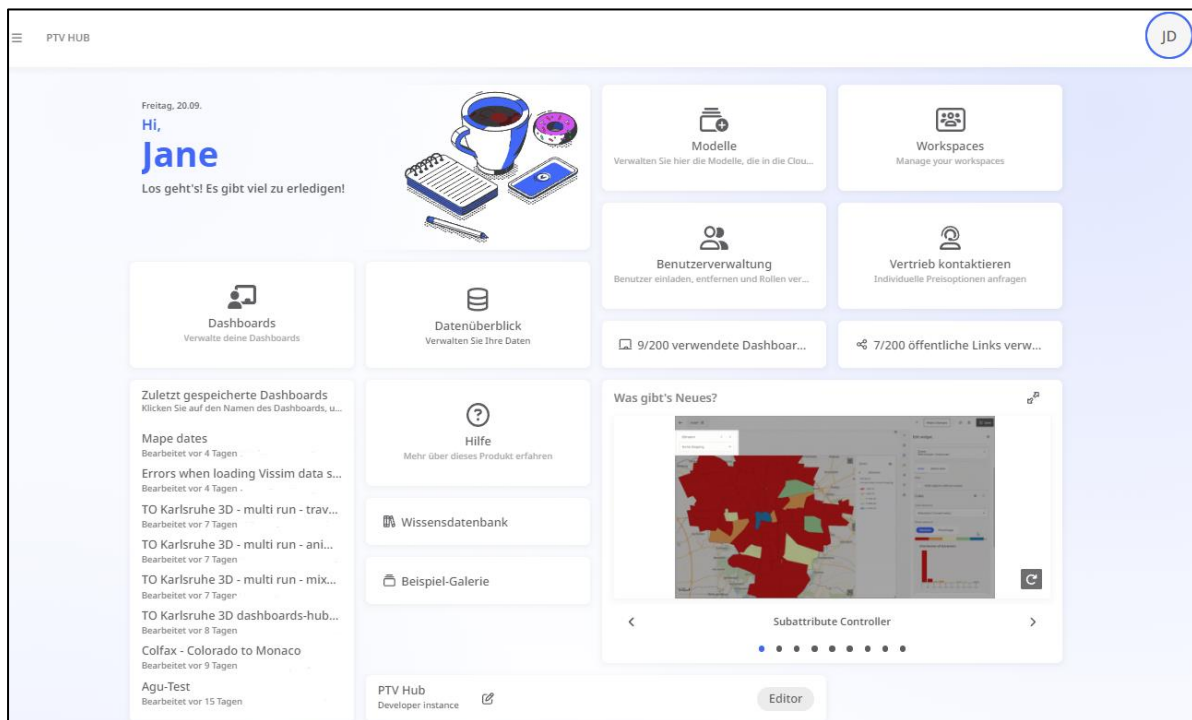 PTV HUB
JD
Freitag, 20.09.
Hi,
Jane
Los geht's! Es gibt viel zu erledigen!
Modelle
Verwalten Sie hier die Modelle, die in die Clou...
Workspaces
Manage your workspaces
Benutzerverwaltung
Benutzer einladen, entfernen und Rollen ver...
Vertrieb kontaktieren
Individuelle Preisoptionen anfragen
Dashboards
Verwalte deine Dashboards
Datenüberblick
Verwalten Sie Ihre Daten
9/200 verwendete Dashboar...
7/200 öffentliche Links verw...
Zuletzt gespeicherte Dashboards
Klicken Sie auf den Namen des Dashboards, u...
Mape dates
Bearbeitet vor 4 Tagen
Errors when loading Vissim data s...
Bearbeitet vor 4 Tagen
TO Karlsruhe 3D - multi run - trav...
Bearbeitet vor 7 Tagen
TO Karlsruhe 3D - multi run - ani...
Bearbeitet vor 7 Tagen
TO Karlsruhe 3D - multi run - mix...
Bearbeitet vor 7 Tagen
TO Karlsruhe 3D dashboards-hub...
Bearbeitet vor 8 Tagen
Colfax - Colorado to Monaco
Bearbeitet vor 9 Tagen
Agu-Test
Bearbeitet vor 15 Tagen
Hilfe
Mehr über dieses Produkt erfahren
Wissensdatenbank
Beispiel-Galerie
Was gibt's Neues?
Subattribute Controller
PTV Hub
Developer instance
Editor